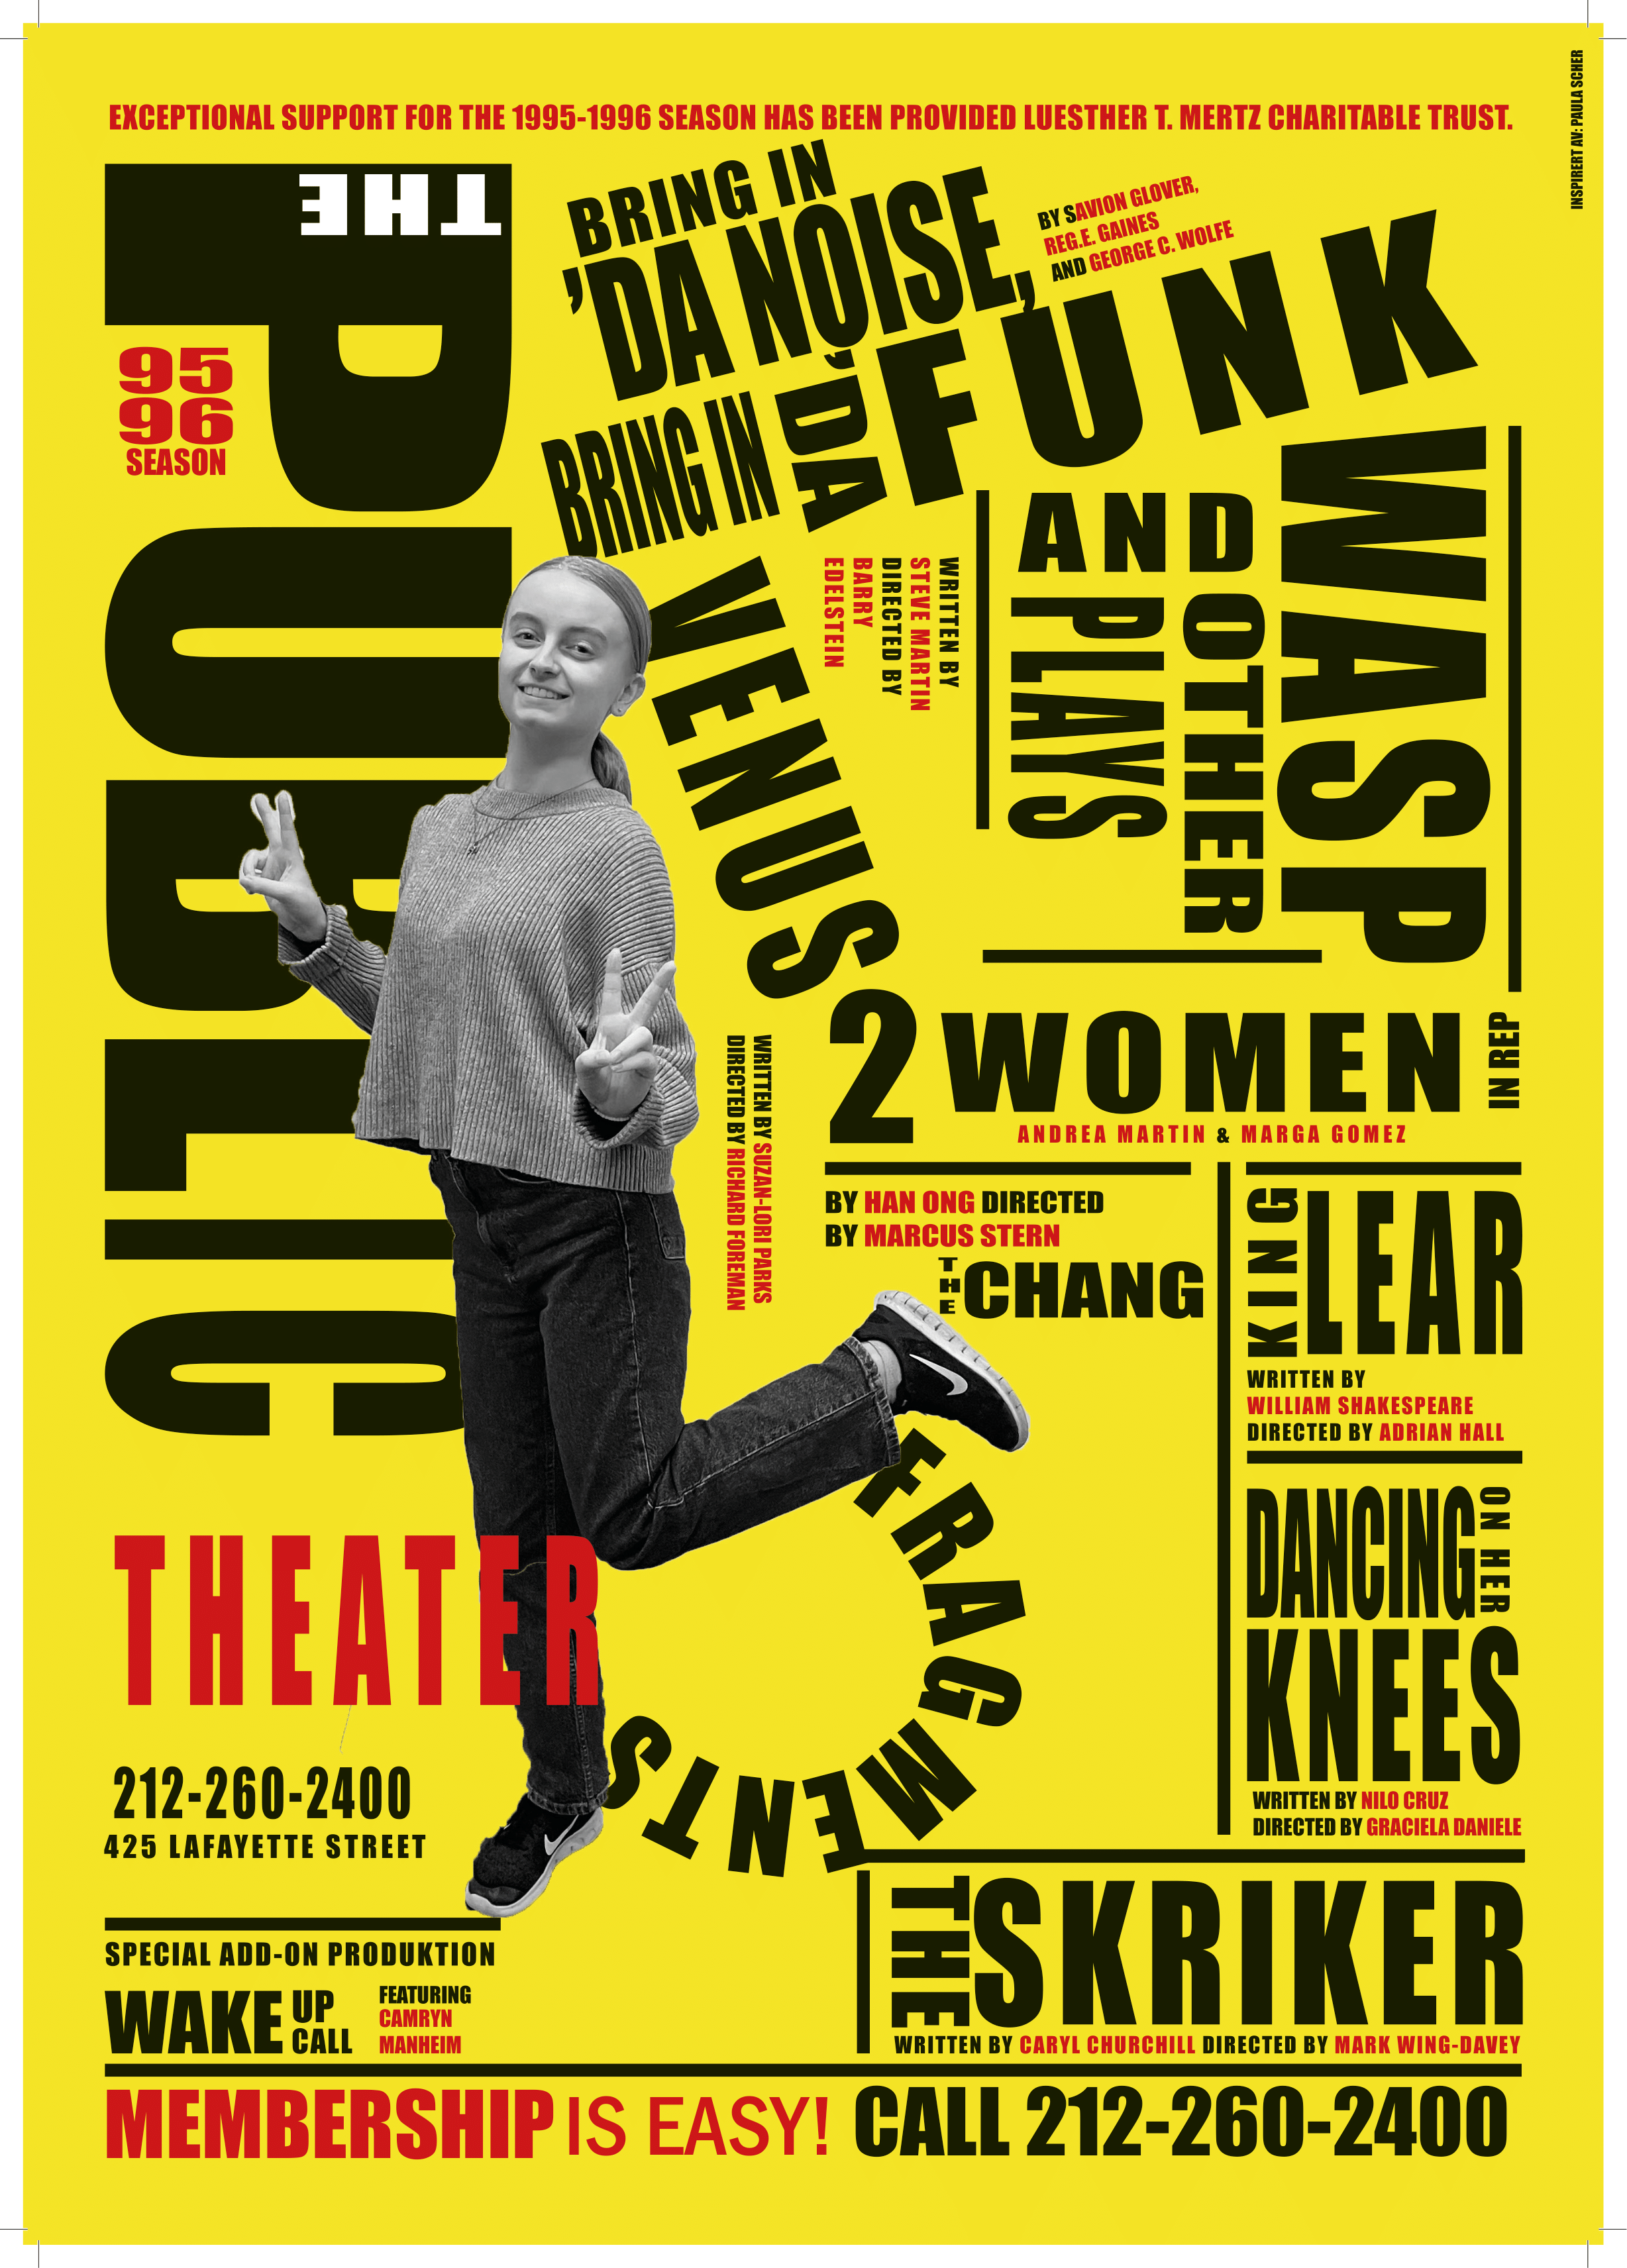 INSPIRERT AV: PAULA SCHER
EXCEPTIONAL SUPPORT FOR THE 1995-1996 SEASON HAS BEEN PROVIDED LUESTHER T. MERTZ CHARITABLE TRUST.
THE
PUBLIC
THEATER
95
96
SEASON
BRING IN
'DA NOISE,
BRING IN
'DA
FUNK
BY SAVION GLOVER,
REG.E. GAINES
AND GEORGE C. WOLFE
WASP
AND
OTHER
PLAYS
WRITTEN BY
STEVE MARTIN
DIRECTED BY
BARRY
EDELSTEIN
VENUS
WRITTEN BY SUZAN-LORI PARKS
DIRECTED BY RICHARD FOREMAN
2 WOMEN
IN REP
ANDREA MARTIN & MARGA GOMEZ
BY HAN ONG DIRECTED
BY MARCUS STERN
THE
CHANG
FRAGMENTS
KING
LEAR
WRITTEN BY
WILLIAM SHAKESPEARE
DIRECTED BY ADRIAN HALL
DANCING
ON HER
KNEES
WRITTEN BY NILO CRUZ
DIRECTED BY GRACIELA DANIELE
212-260-2400
425 LAFAYETTE STREET
THE
SKRIKER
WRITTEN BY CARYL CHURCHILL DIRECTED BY MARK WING-DAVEY
SPECIAL ADD-ON PRODUKTION
WAKE
UP
CALL
FEATURING
CAMRYN
MANHEIM
MEMBERSHIP IS EASY! CALL 212-260-2400